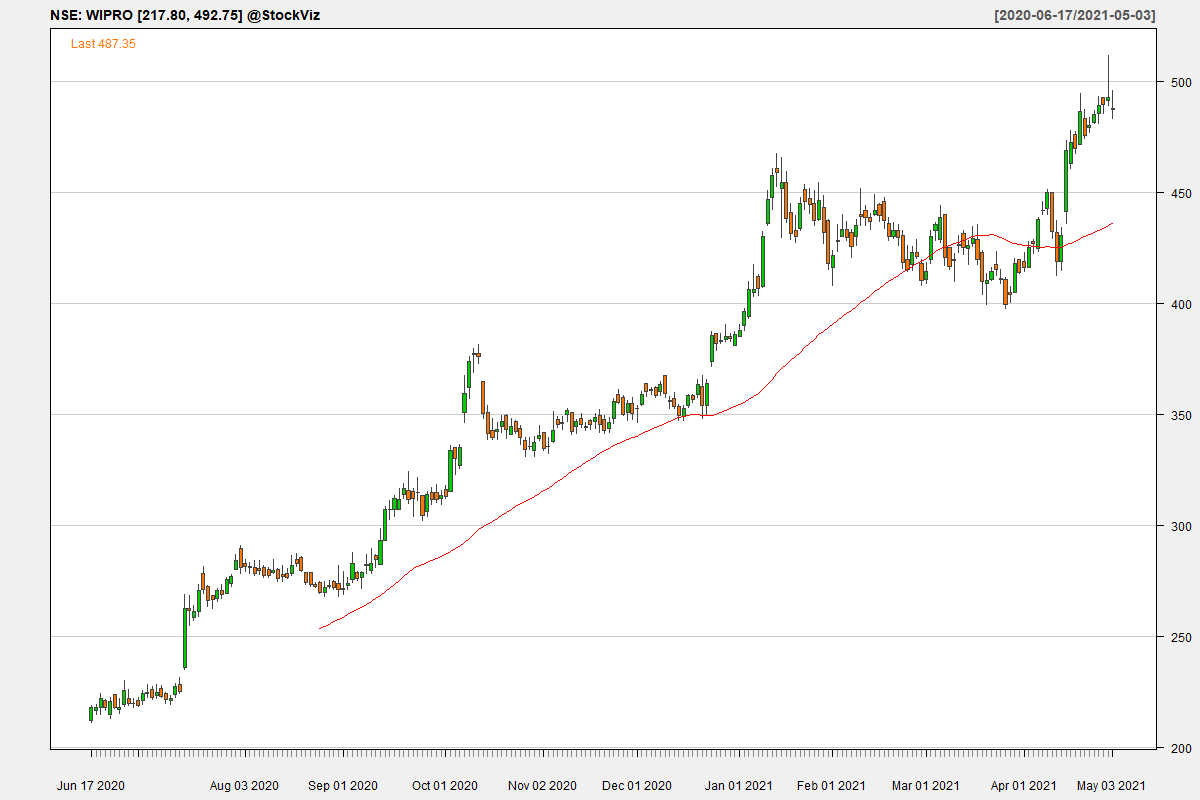 NSE: WIPRO [217.80, 492.75] @StockViz [2020-06-17/2021-05-03]
Last 487.35
500
450
400
350
300
250
200
Jun 17 2020 Aug 03 2020 Sep 01 2020 Oct 01 2020 Nov 02 2020 Dec 01 2020 Jan 01 2021 Feb 01 2021 Mar 01 2021 Apr 01 2021 May 03 2021